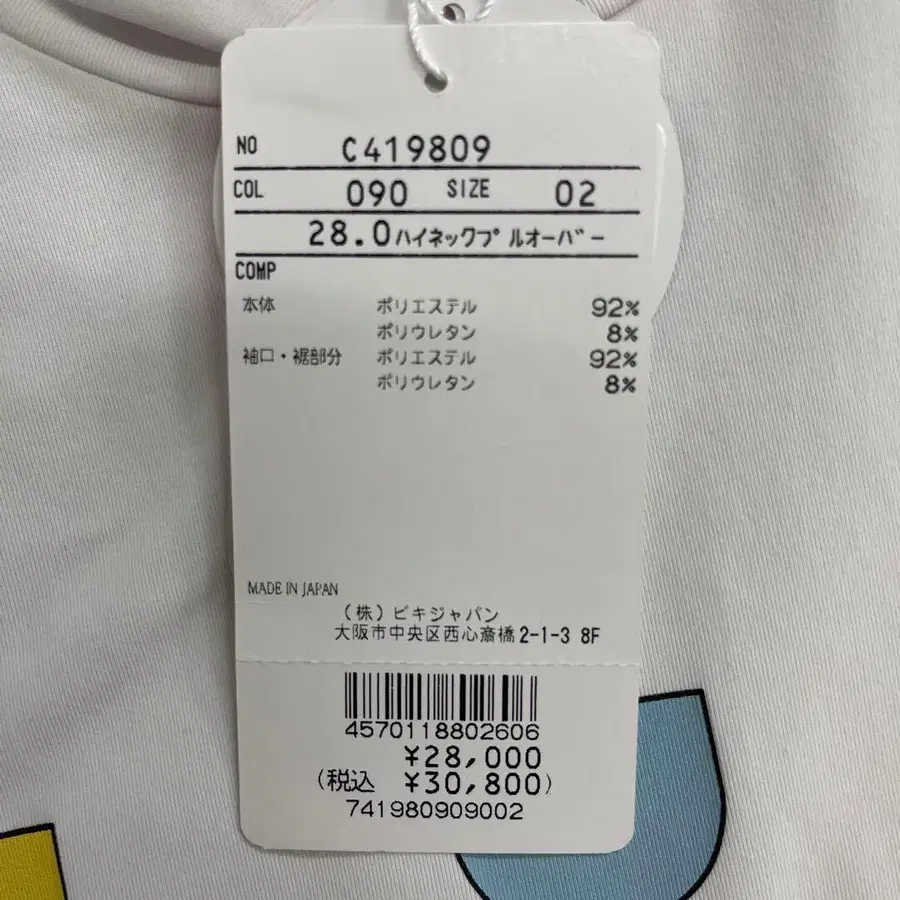 NO C419809
COL 090 SIZE 02
28.0ハイネックプルオーバー
COMP
本体 ポリエステル 92%
ポリウレタン 8%
袖口・裾部分 ポリエステル 92%
ポリウレタン 8%
MADE IN JAPAN
(株)ピキジャパン
大阪市中央区西心斎橋2-1-3 8F
4570118802606
¥28,000
(税込 ¥30,800)
741980909002